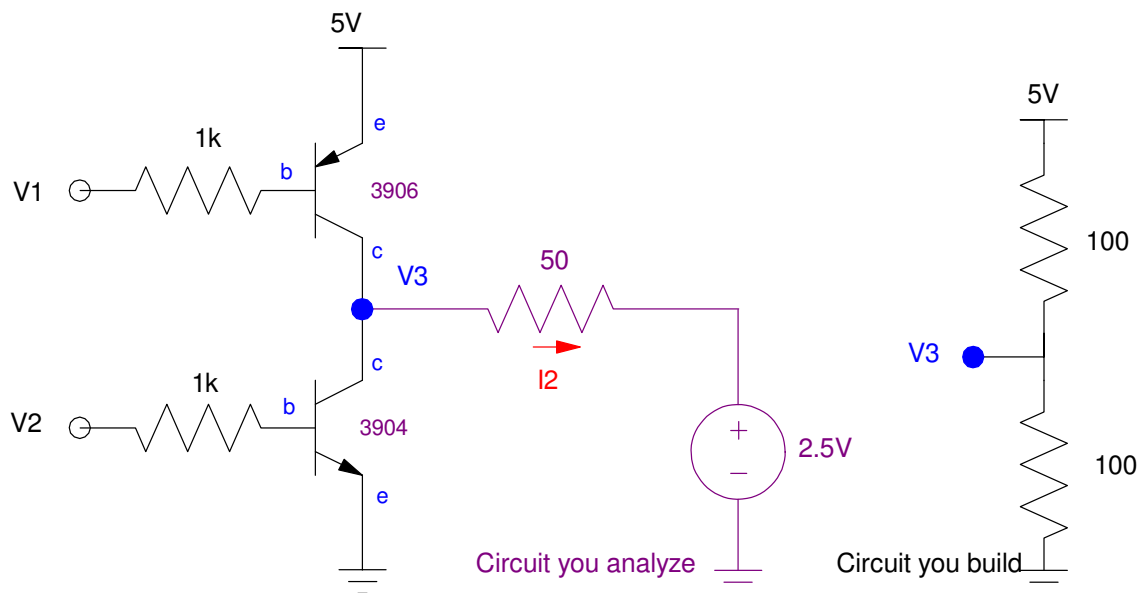 5V
e
1k
b
V1
3906
c
V3
50
I2
c
1k
b
V2
3904
e
+
−
2.5V
Circuit you analyze
5V
100
V3
100
Circuit you build